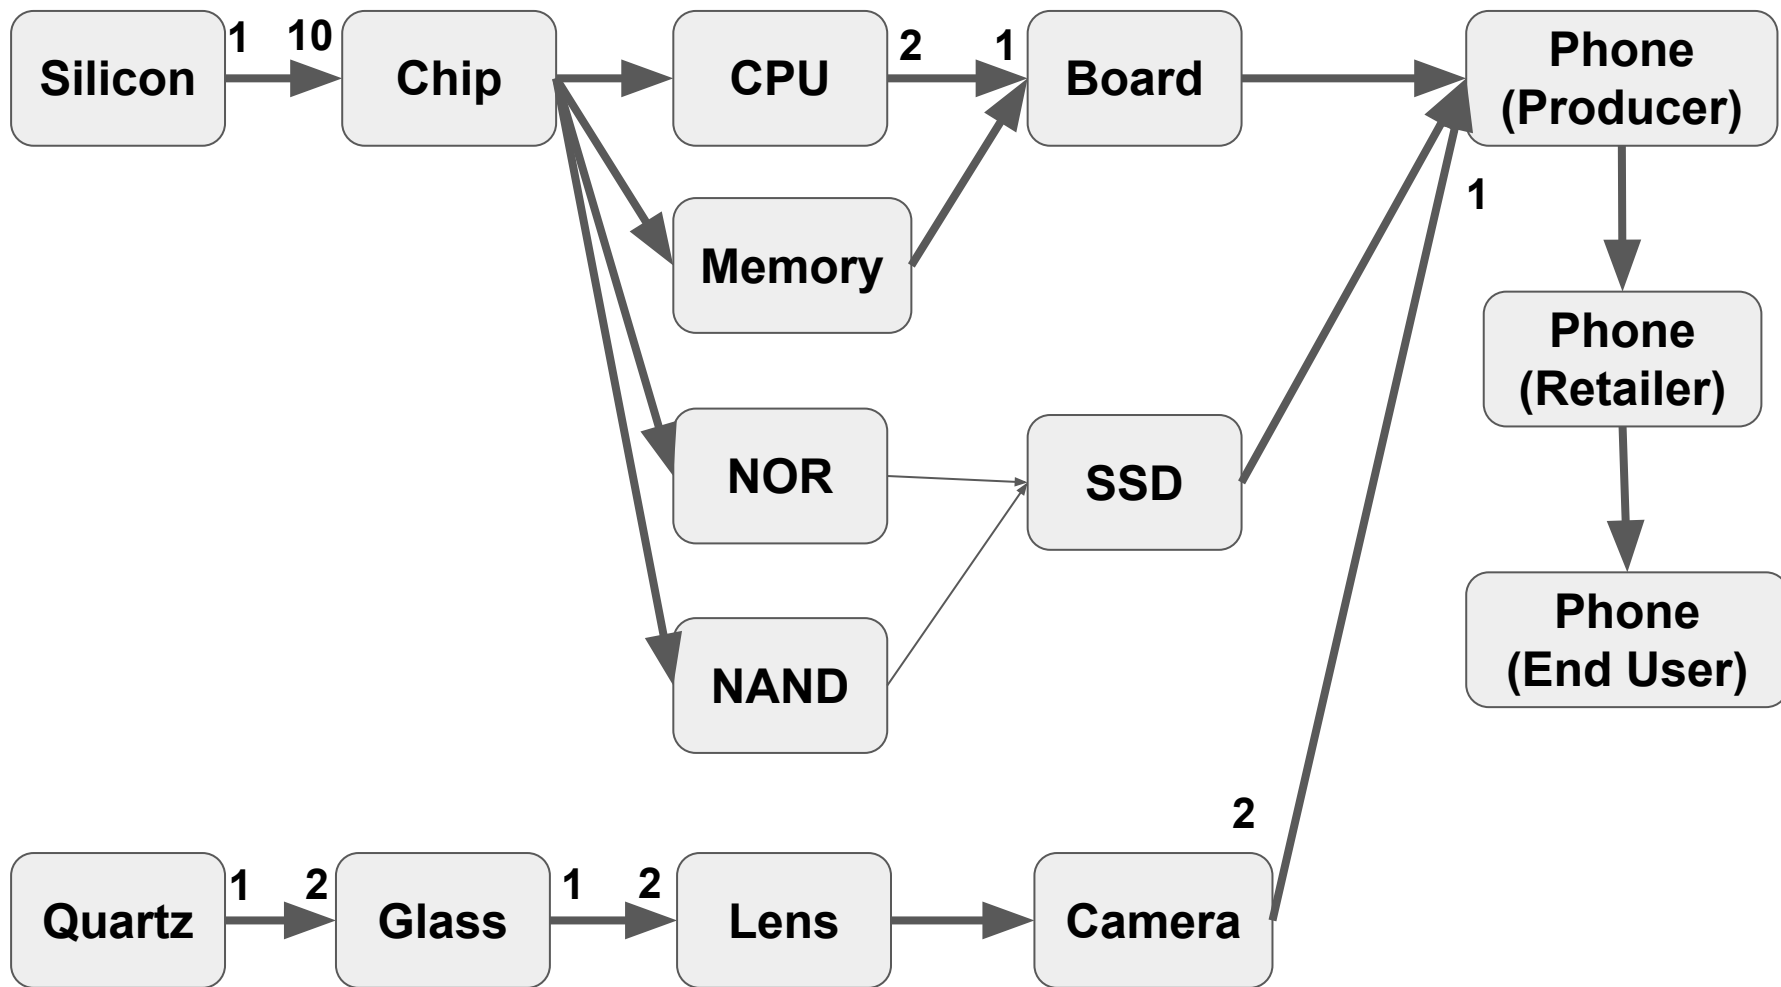 Silicon
1
10
Chip
CPU
2
1
Board
Phone
(Producer)
Memory
1
Phone
(Retailer)
NOR
SSD
Phone
(End User)
NAND
2
Quartz
1
2
Glass
1
2
Lens
Camera